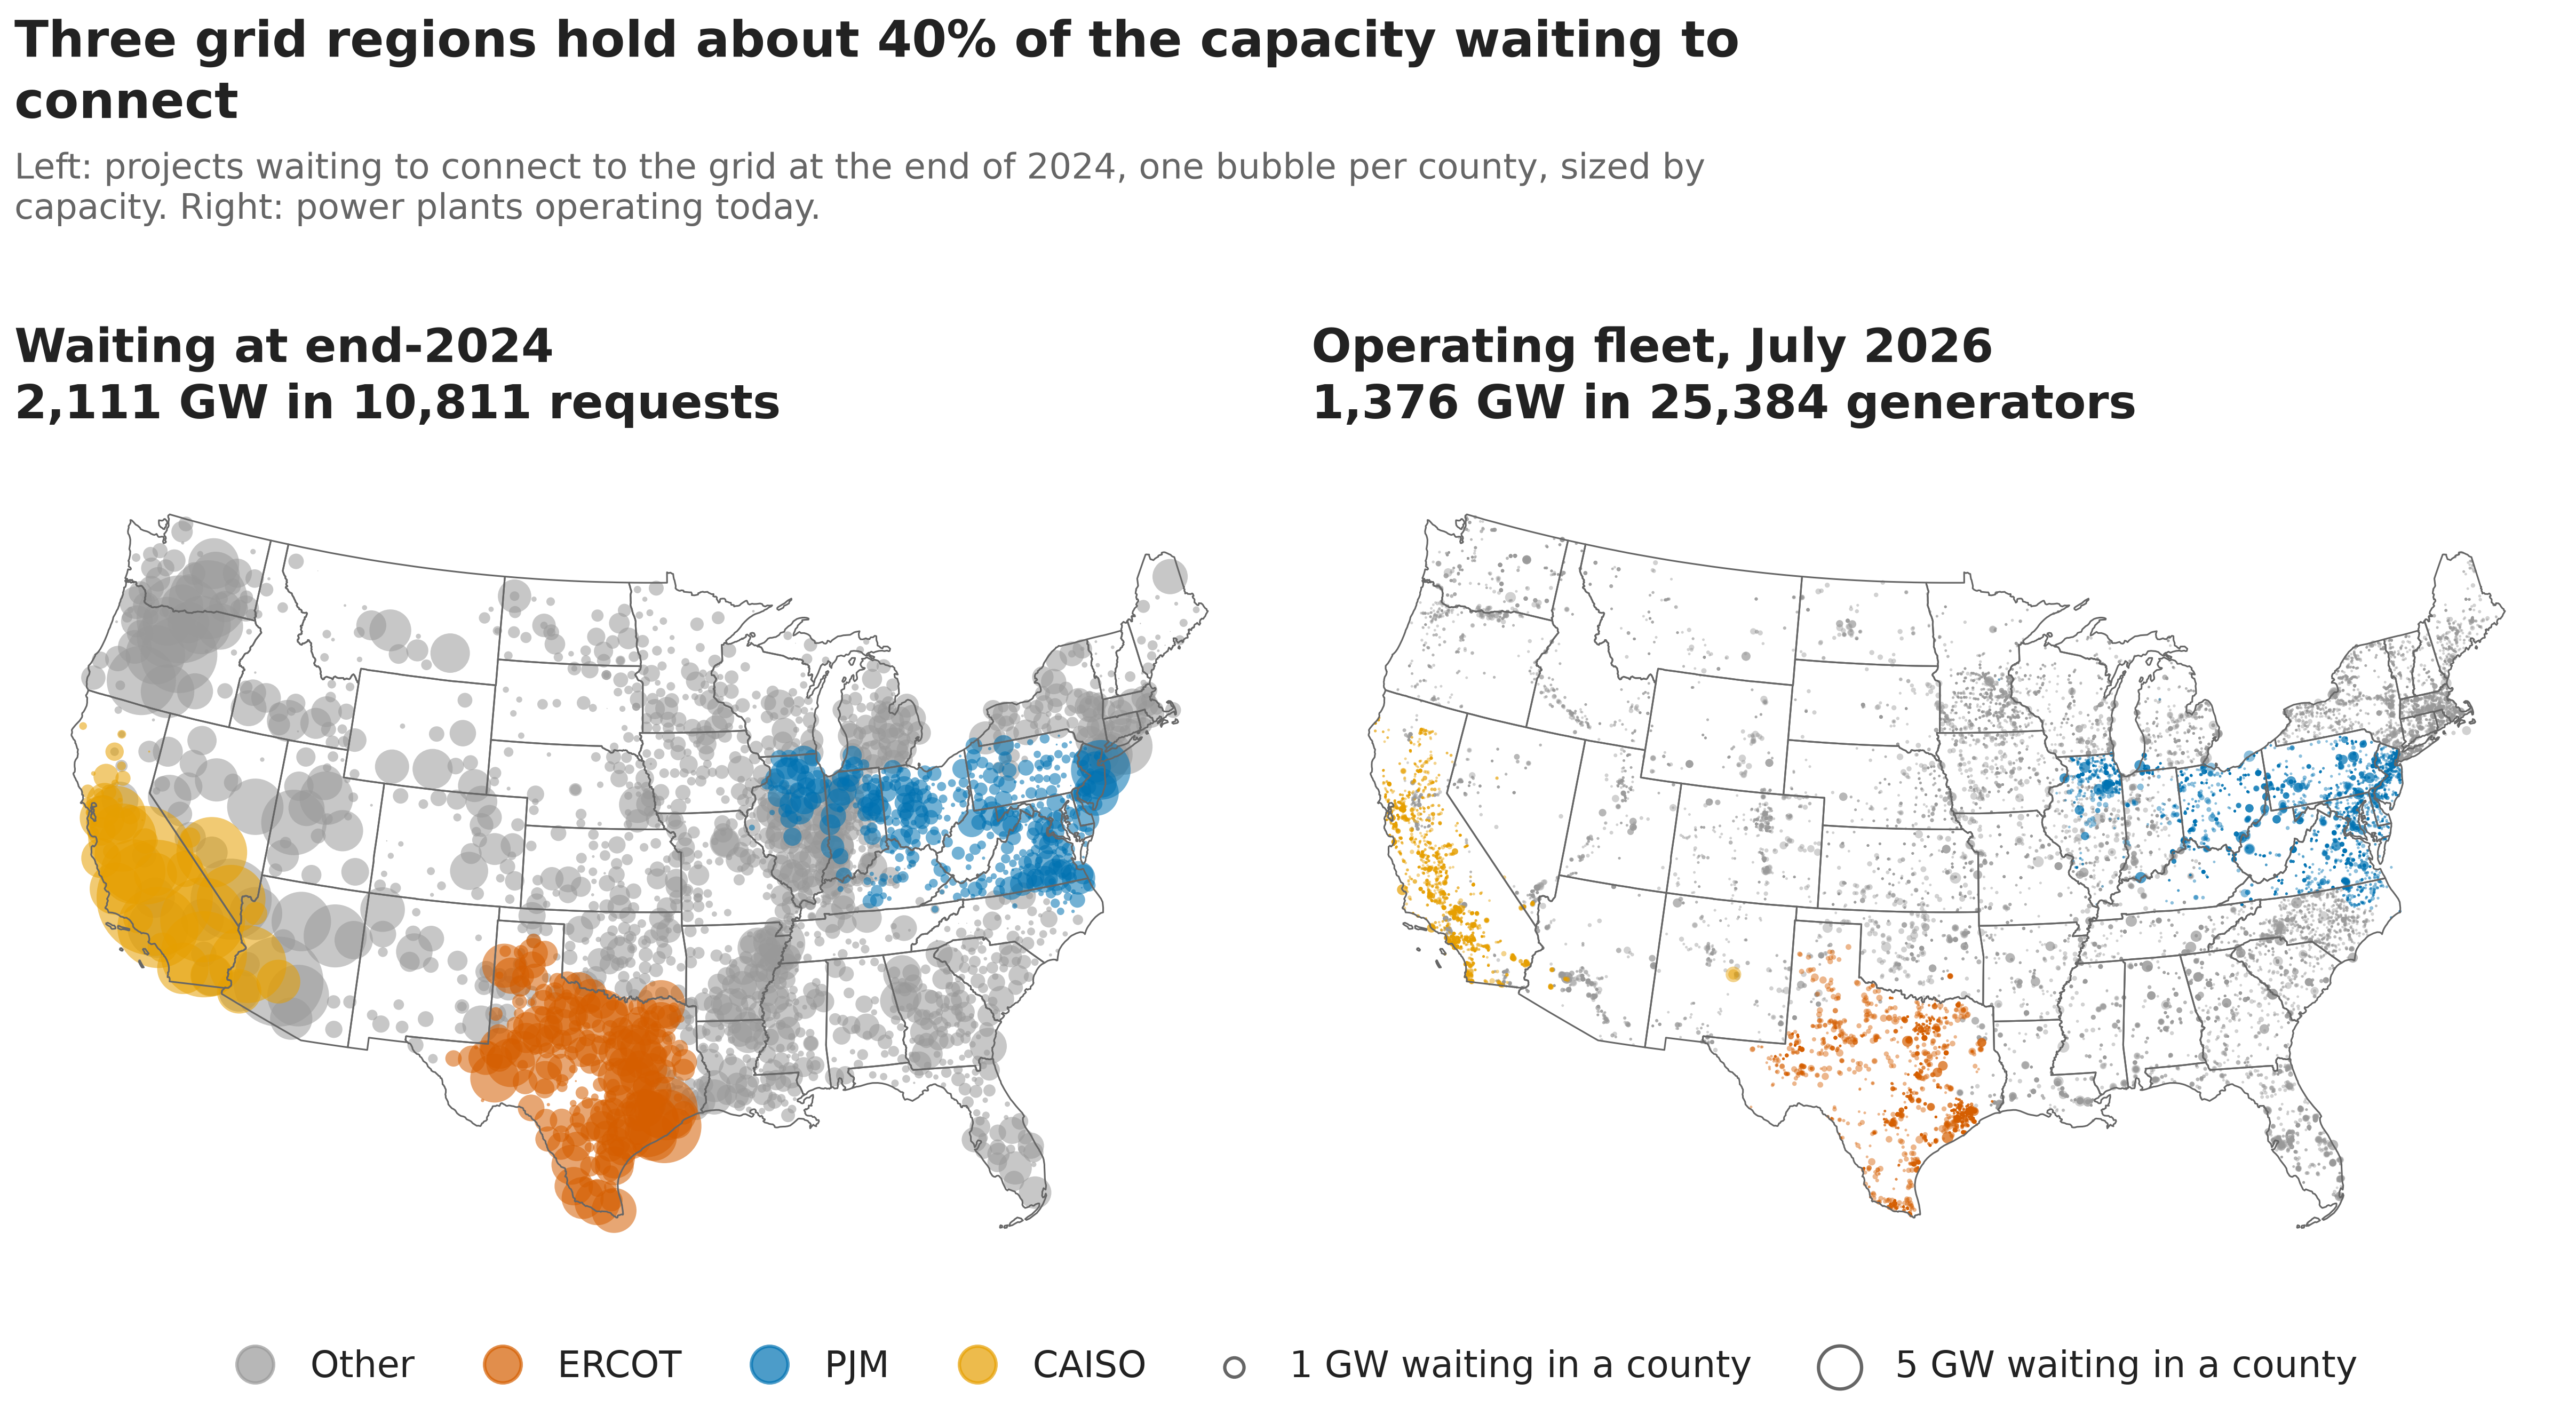 Three grid regions hold about 40% of the capacity waiting to
connect
Left: projects waiting to connect to the grid at the end of 2024, one bubble per county, sized by
capacity. Right: power plants operating today.
Waiting at end-2024
2,111 GW in 10,811 requests
Operating fleet, July 2026
1,376 GW in 25,384 generators
Other
ERCOT
PJM
CAISO
1 GW waiting in a county
5 GW waiting in a county